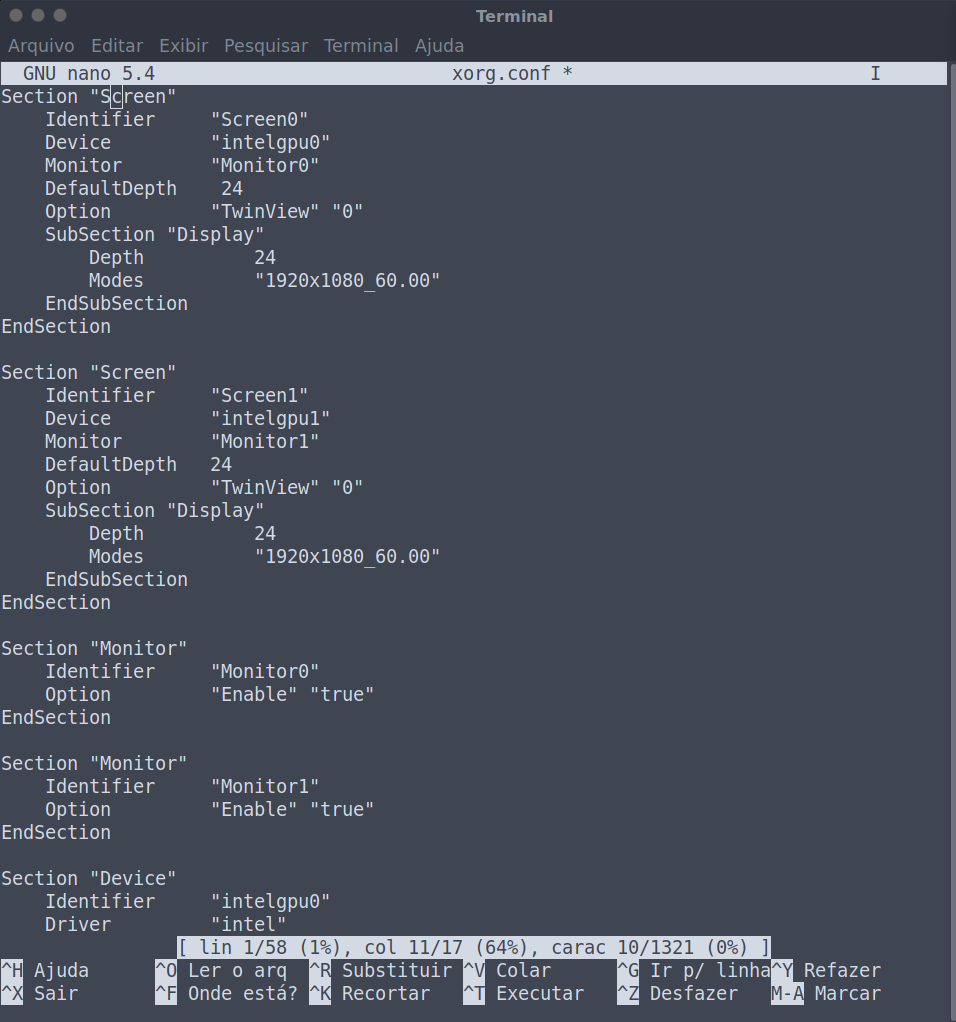 Terminal
Arquivo Editar Exibir Pesquisar Terminal Ajuda
GNU nano 5.4 xorg.conf * I
Section "Screen"
    Identifier     "Screen0"
    Device         "intelgpu0"
    Monitor        "Monitor0"
    DefaultDepth    24
    Option         "TwinView" "0"
    SubSection "Display"
        Depth          24
        Modes          "1920x1080_60.00"
    EndSubSection
EndSection

Section "Screen"
    Identifier     "Screen1"
    Device         "intelgpu1"
    Monitor        "Monitor1"
    DefaultDepth   24
    Option         "TwinView" "0"
    SubSection "Display"
        Depth          24
        Modes          "1920x1080_60.00"
    EndSubSection
EndSection

Section "Monitor"
    Identifier     "Monitor0"
    Option         "Enable" "true"
EndSection

Section "Monitor"
    Identifier     "Monitor1"
    Option         "Enable" "true"
EndSection

Section "Device"
    Identifier     "intelgpu0"
    Driver         "intel"
[ lin 1/58 (1%), col 11/17 (64%), carac 10/1321 (0%) ]
^H Ajuda ^O Ler o arq ^R Substituir ^V Colar ^G Ir p/ linha ^Y Refazer
^X Sair ^F Onde está? ^K Recortar ^T Executar ^Z Desfazer M-A Marcar